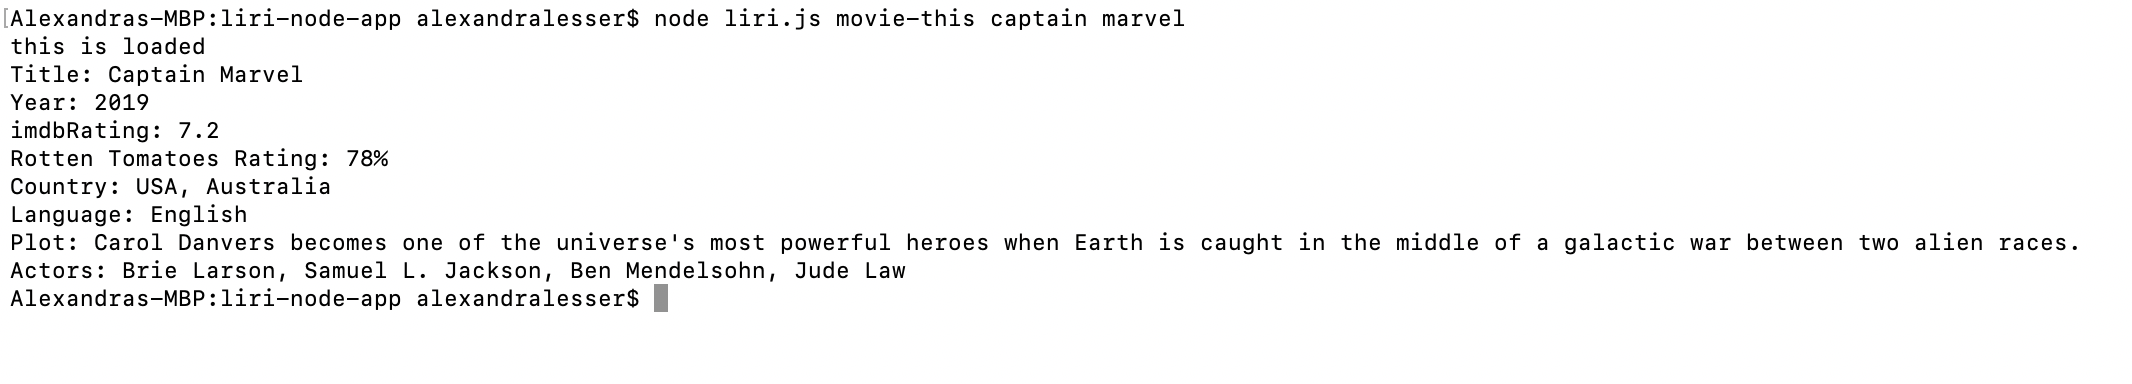 Alexandras-MBP:liri-node-app alexandralesser$ node liri.js movie-this captain marvel
this is loaded
Title: Captain Marvel
Year: 2019
imdbRating: 7.2
Rotten Tomatoes Rating: 78%
Country: USA, Australia
Language: English
Plot: Carol Danvers becomes one of the universe's most powerful heroes when Earth is caught in the middle of a galactic war between two alien races.
Actors: Brie Larson, Samuel L. Jackson, Ben Mendelsohn, Jude Law
Alexandras-MBP:liri-node-app alexandralesser$